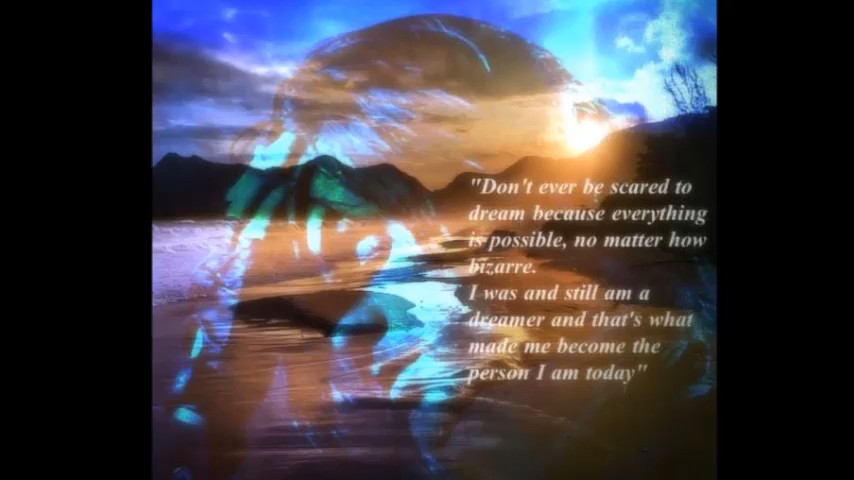 "Don't ever be scared to
dream because everything
is possible, no matter how
bizarre.
I was and still am a
dreamer and that's what
made me become the
person I am today"